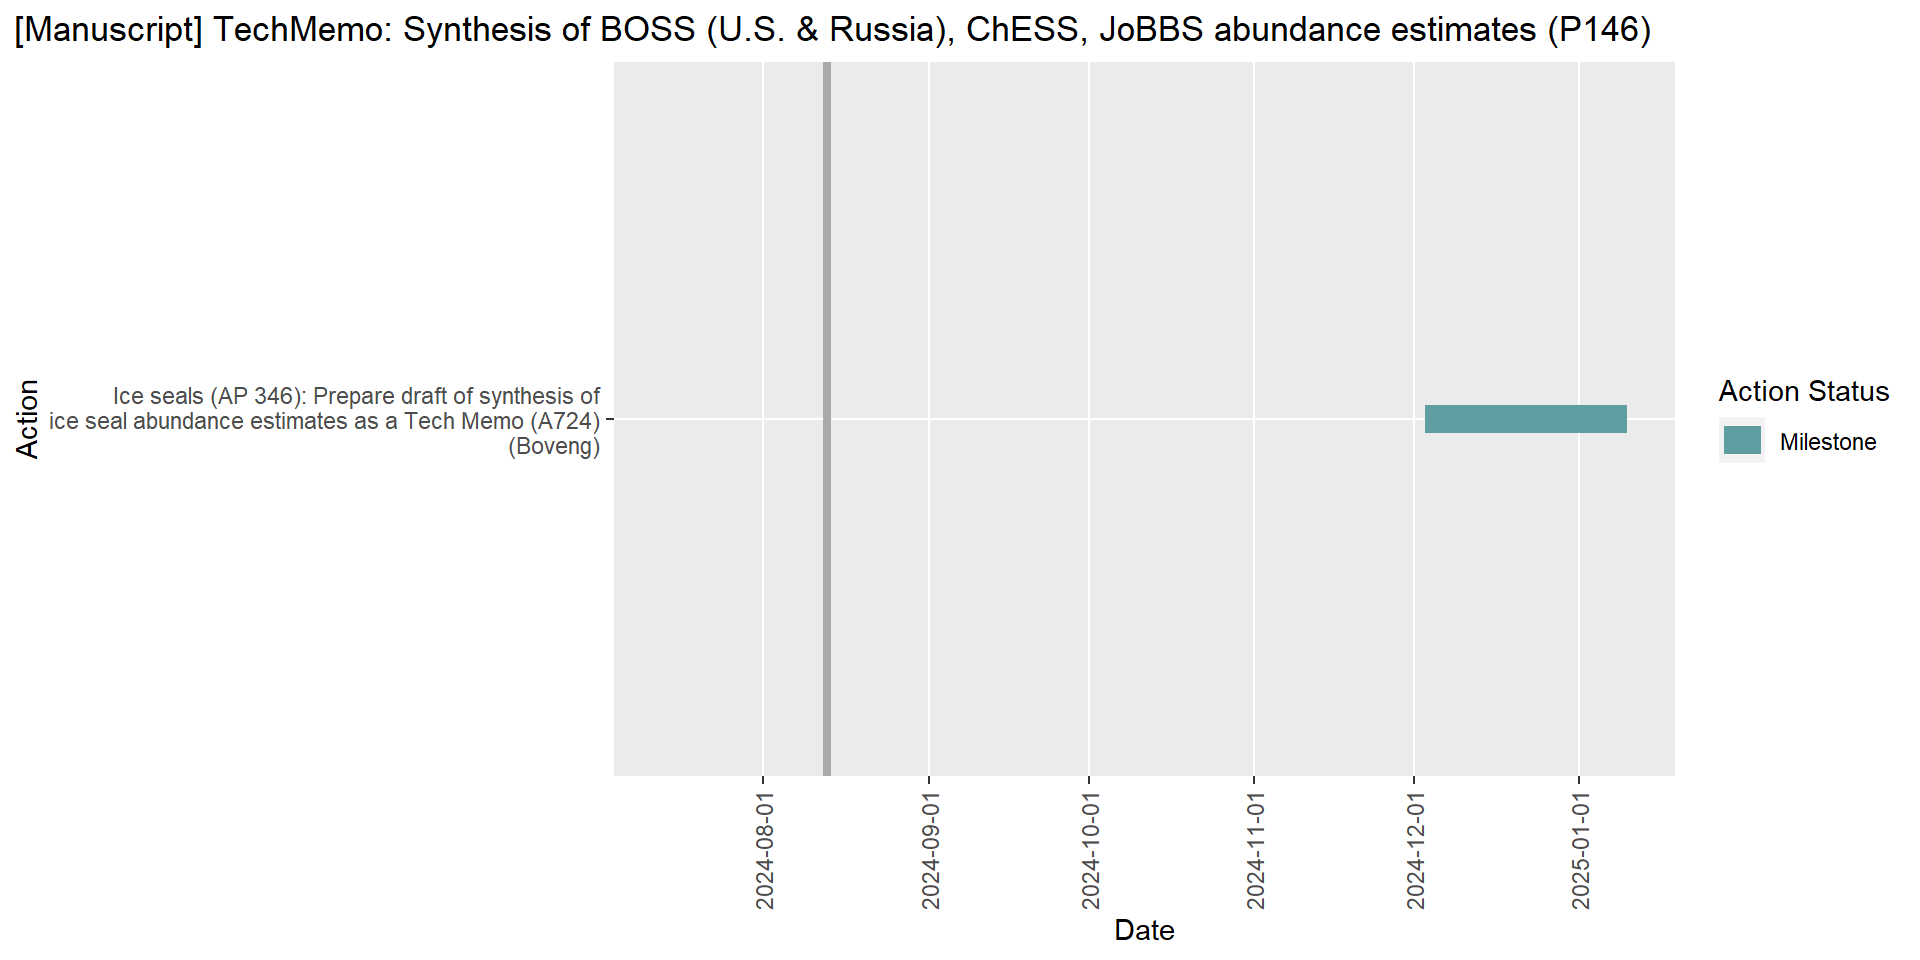 [Manuscript] TechMemo: Synthesis of BOSS (U.S. & Russia), ChESS, JoBBS abundance estimates (P146)
Action
Ice seals (AP 346): Prepare draft of synthesis of
ice seal abundance estimates as a Tech Memo (A724)
(Boveng)
Action Status
Milestone
2024-08-01
2024-09-01
2024-10-01
2024-11-01
2024-12-01
2025-01-01
Date